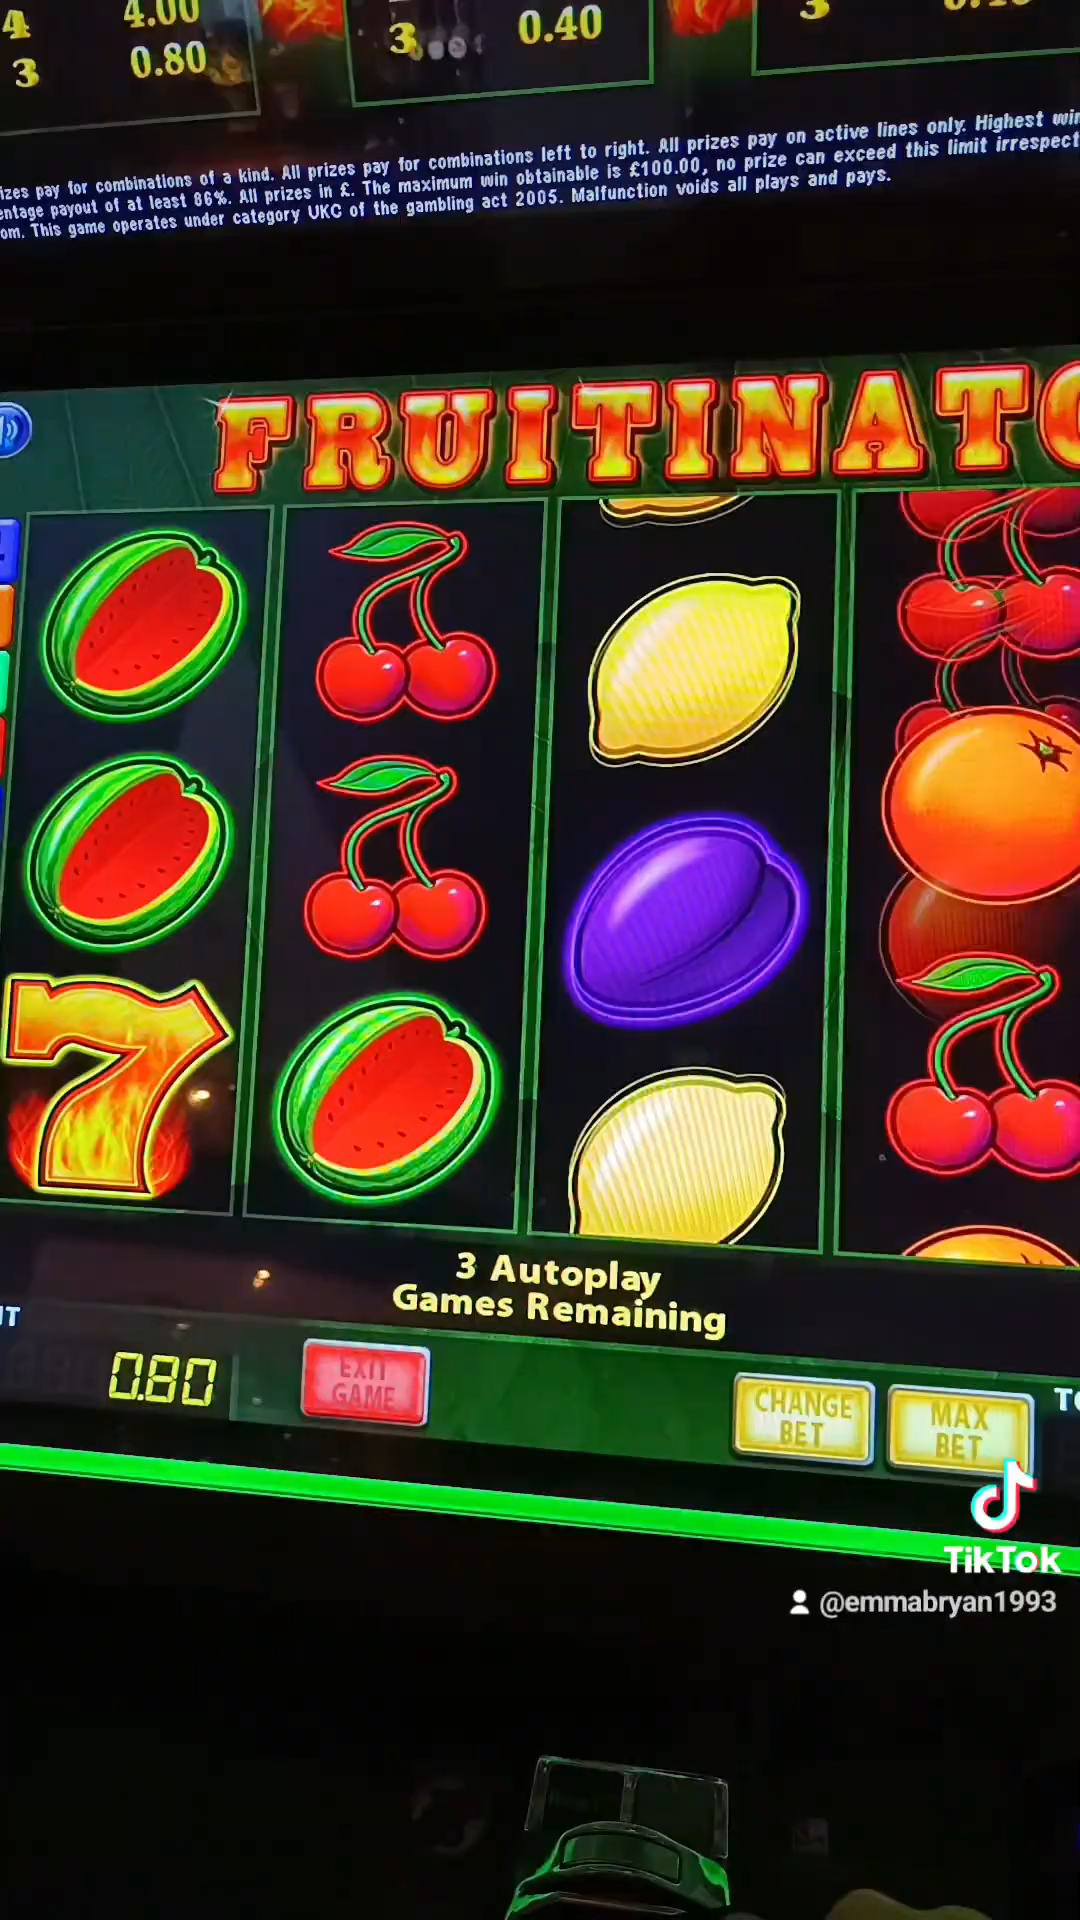 4 4.00
3 0.80
3 0.40
3
izes pay for combinations of a kind. All prizes pay for combinations left to right. All prizes pay on active lines only. Highest win
entage payout of at least 86%. All prizes in £. The maximum win obtainable is £100.00, no prize can exceed this limit irrespect
om. This game operates under category UKC of the gambling act 2005. Malfunction voids all plays and pays.
FRUITINATO
7
3 Autoplay
Games Remaining
IT
0.80
EXIT
GAME
CHANGE
BET
MAX
BET
TO
TikTok
@emmabryan1993